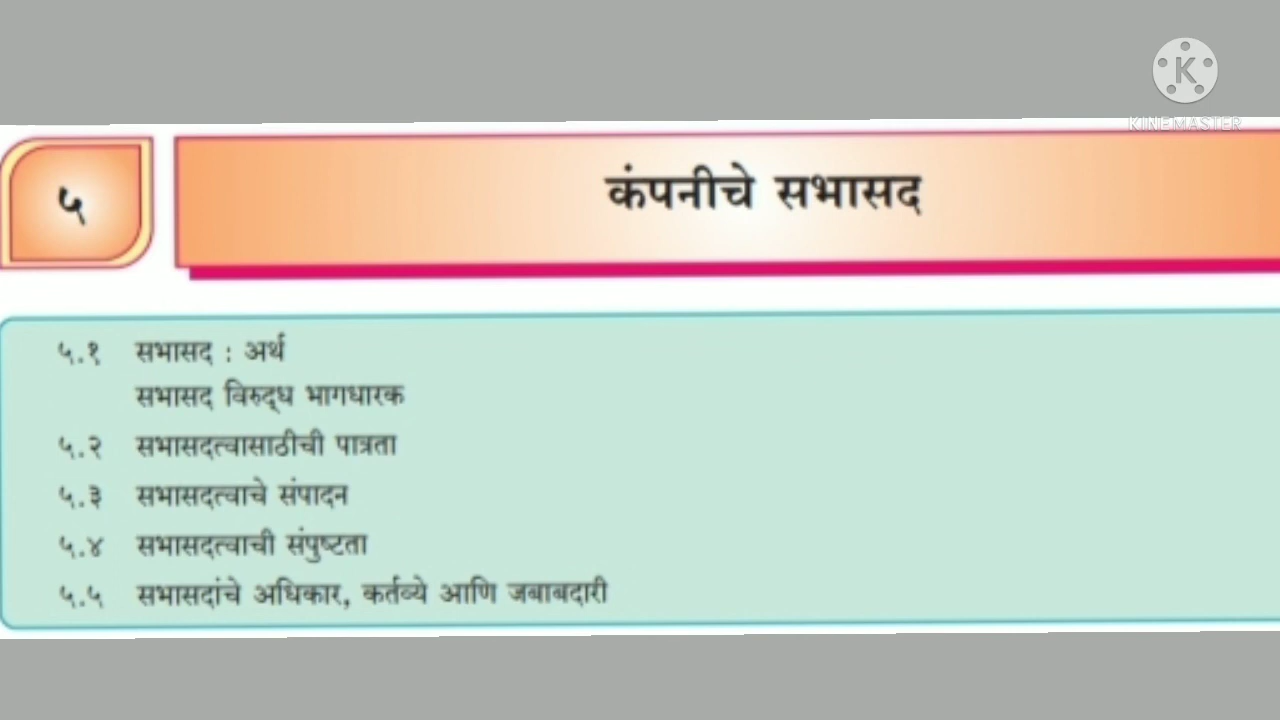 K
KINEMASTER
५
कंपनीचे सभासद
५.१ सभासद : अर्थ
सभासद विरुद्ध भागधारक
५.२ सभासदत्वासाठीची पात्रता
५.३ सभासदत्वाचे संपादन
५.४ सभासदत्वाची संपुष्टता
५.५ सभासदांचे अधिकार, कर्तव्ये आणि जबाबदारी